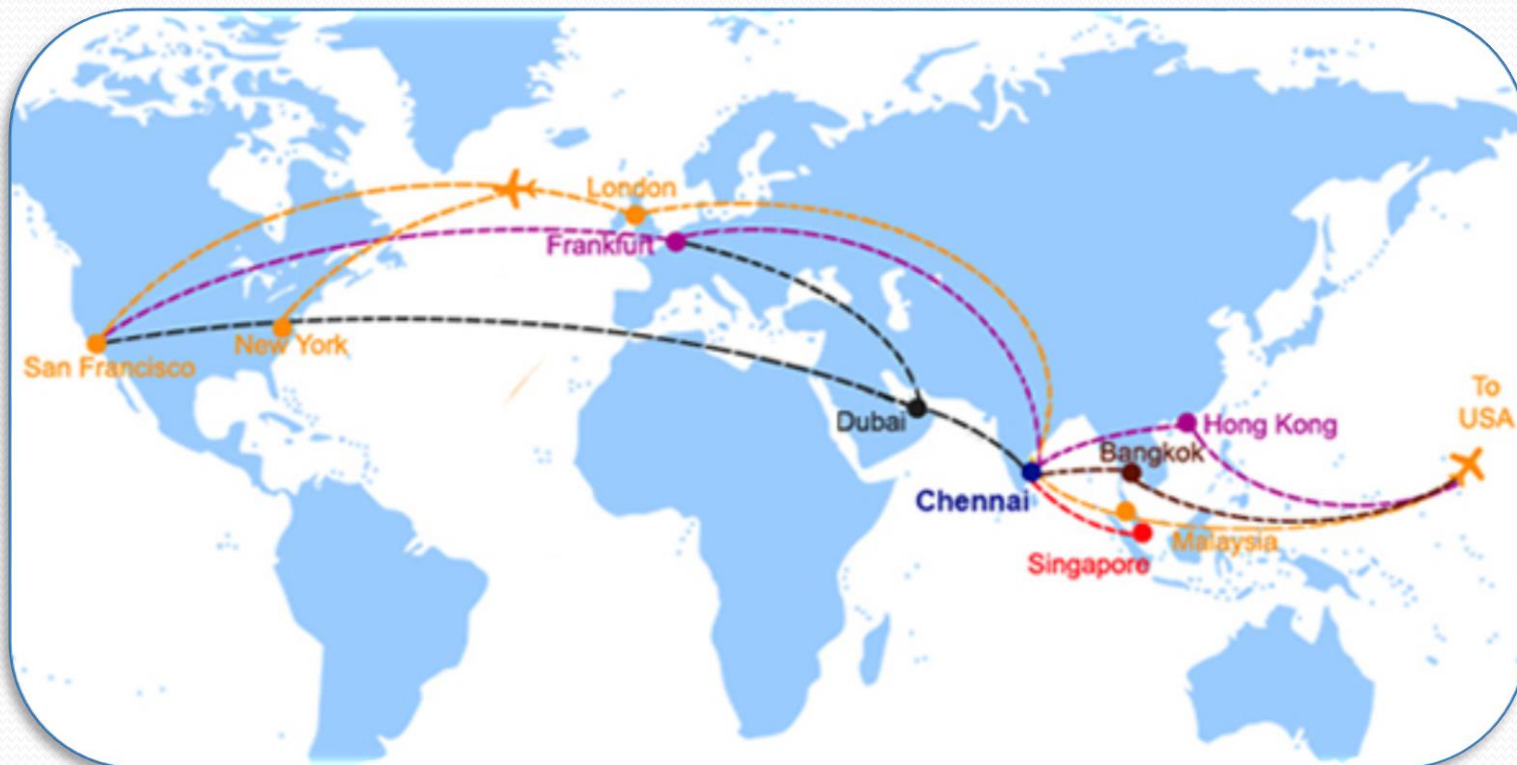 London
Frankfurt
New York
San Francisco
To
USA
Dubai
Hong Kong
Bangkok
Chennai
Malaysia
Singapore